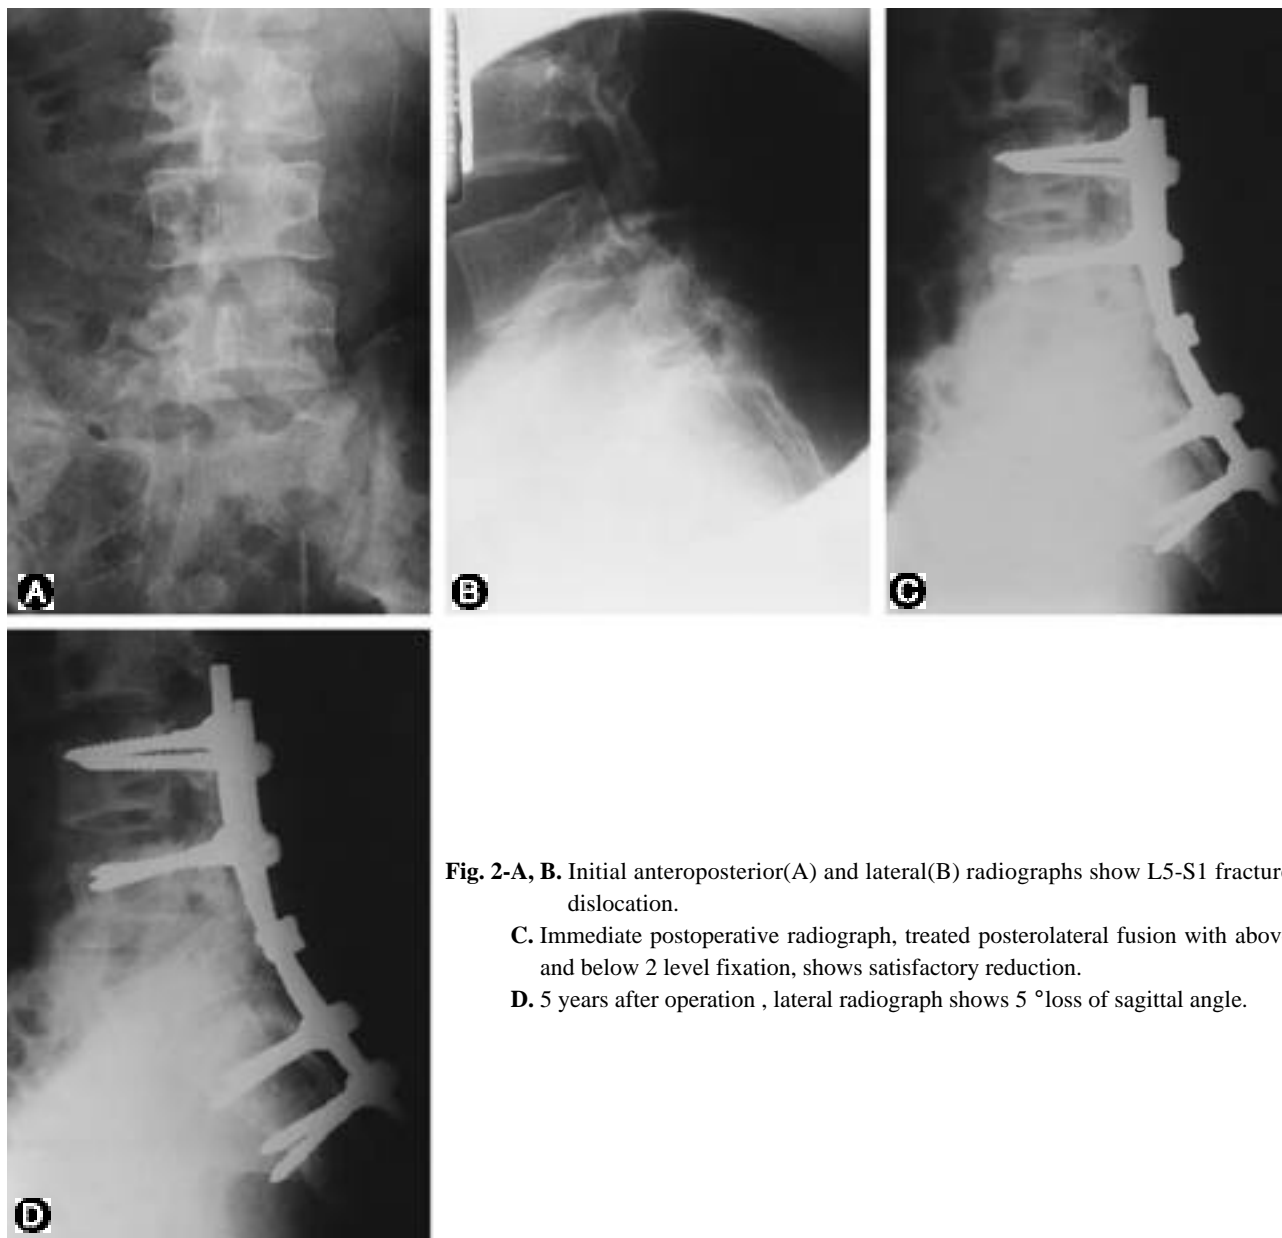 A
B
C
D
Fig. 2-A, B. Initial anteroposterior(A) and lateral(B) radiographs show L5-S1 fracture
dislocation.
C. Immediate postoperative radiograph, treated posterolateral fusion with abov
and below 2 level fixation, shows satisfactory reduction.
D. 5 years after operation , lateral radiograph shows 5 °loss of sagittal angle.